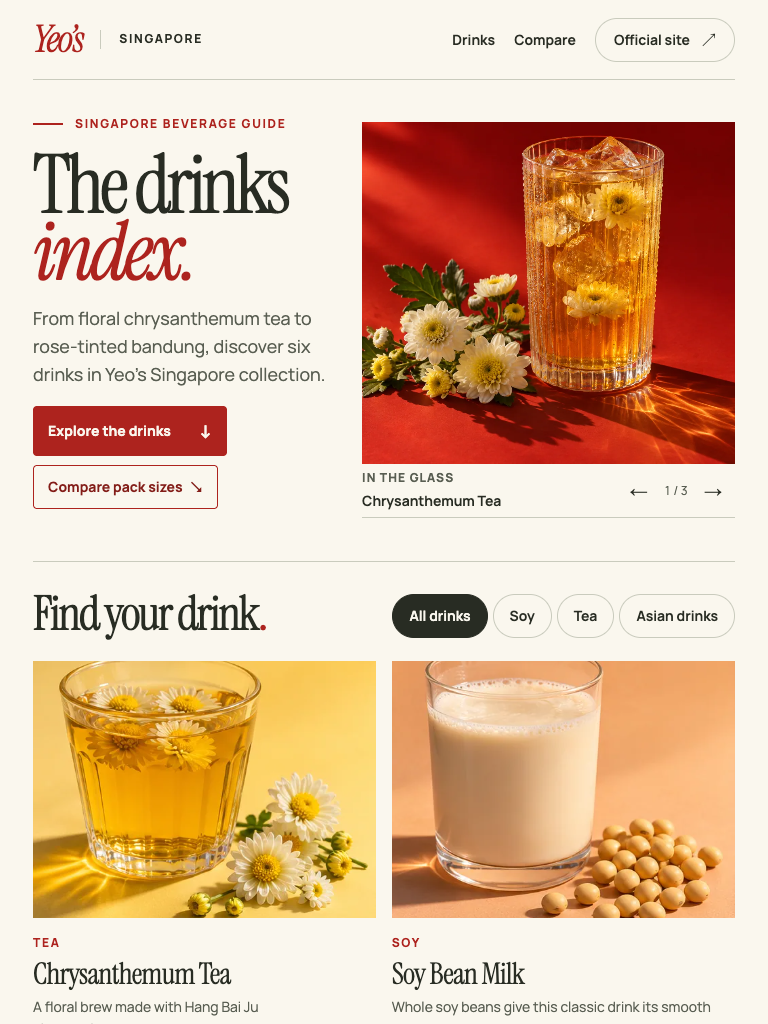 Yeo's SINGAPORE
Drinks Compare Official site ↗
SINGAPORE BEVERAGE GUIDE
The drinks
index.
From floral chrysanthemum tea to
rose-tinted bandung, discover six
drinks in Yeo's Singapore collection.
Explore the drinks ↓
Compare pack sizes ↘
IN THE GLASS
Chrysanthemum Tea
← 1 / 3 →
Find your drink.
All drinks Soy Tea Asian drinks
TEA
Chrysanthemum Tea
A floral brew made with Hang Bai Ju
SOY
Soy Bean Milk
Whole soy beans give this classic drink its smooth